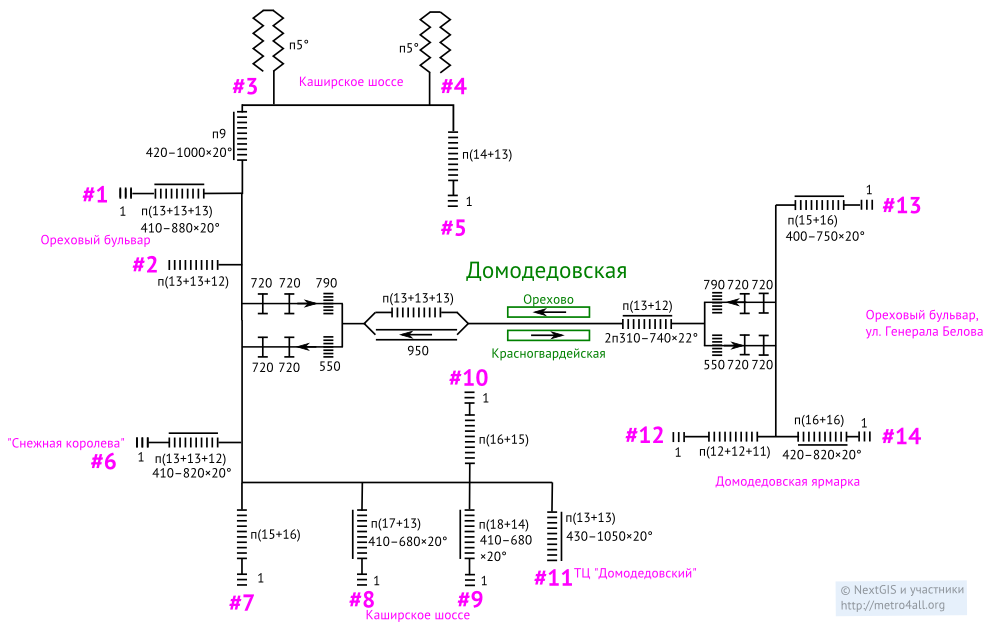 п5°
п5°
#3
Каширское шоссе
#4
п9
420–1000×20°
п(14+13)
#1
1
п(13+13+13)
410–880×20°
1
#5
1
#13
п(15+16)
400–750×20°
Ореховый бульвар
#2
п(13+13+12)
Домодедовская
720
720
790
п(13+13+13)
Орехово
п(13+12)
790
720
720
Ореховый бульвар,
ул. Генерала Белова
950
Красногвардейская
2п310–740×22°
720
720
550
550
720
720
#10
1
п(16+15)
"Снежная королева"
#6
1
п(13+13+12)
410–820×20°
#12
1
п(12+12+11)
п(16+16)
1
#14
420–820×20°
Домодедовская ярмарка
п(15+16)
1
#7
п(17+13)
410–680×20°
1
#8
п(18+14)
410–680
×20°
1
#9
Каширское шоссе
п(13+13)
430–1050×20°
#11
ТЦ "Домодедовский"
© NextGIS и участники
http://metro4all.org